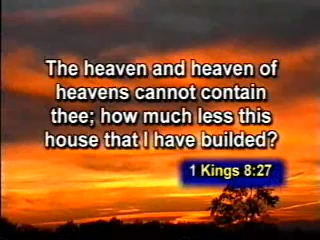 The heaven and heaven of
heavens cannot contain
thee; how much less this
house that I have builded?
1 Kings 8:27